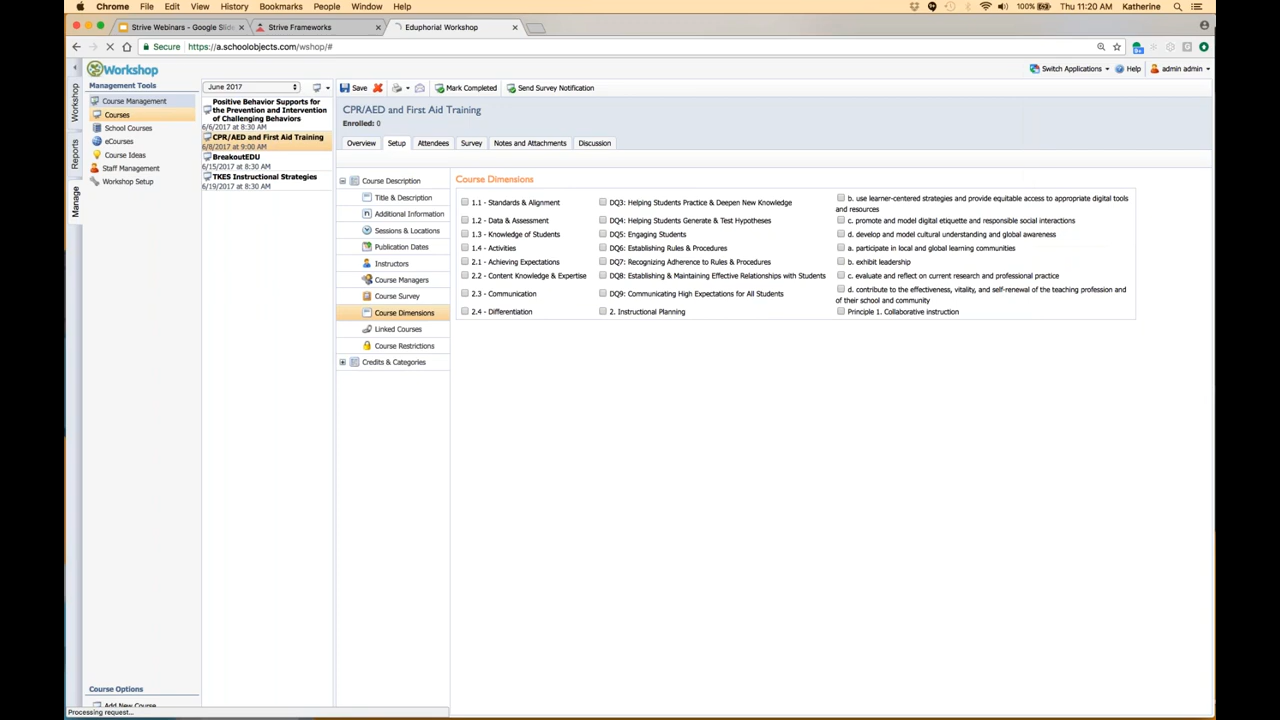 Chrome File Edit View History Bookmarks People Window Help 100% Thu 11:20 AM Katherine
Strive Webinars - Google Slide × Strive Frameworks × Eduphoria! Workshop ×
Secure https://a.schoolobjects.com/wshop/#
Workshop Switch Applications Help admin admin
Management Tools
Course Management
Courses
School Courses
eCourses
Course Ideas
Staff Management
Workshop Setup
Workshop
Reports
Manage
June 2017
Positive Behavior Supports for
the Prevention and Intervention
of Challenging Behaviors
6/6/2017 at 8:30 AM
CPR/AED and First Aid Training
6/8/2017 at 9:00 AM
BreakoutEDU
6/15/2017 at 8:30 AM
TKES Instructional Strategies
6/19/2017 at 8:30 AM
Save Mark Completed Send Survey Notification
CPR/AED and First Aid Training
Enrolled: 0
Overview Setup Attendees Survey Notes and Attachments Discussion
Course Description
Title & Description
Additional Information
Sessions & Locations
Publication Dates
Instructors
Course Managers
Course Survey
Course Dimensions
Linked Courses
Course Restrictions
Credits & Categories
Course Dimensions
1.1 - Standards & Alignment
1.2 - Data & Assessment
1.3 - Knowledge of Students
1.4 - Activities
2.1 - Achieving Expectations
2.2 - Content Knowledge & Expertise
2.3 - Communication
2.4 - Differentiation
DQ3: Helping Students Practice & Deepen New Knowledge
DQ4: Helping Students Generate & Test Hypotheses
DQ5: Engaging Students
DQ6: Establishing Rules & Procedures
DQ7: Recognizing Adherence to Rules & Procedures
DQ8: Establishing & Maintaining Effective Relationships with Students
DQ9: Communicating High Expectations for All Students
2. Instructional Planning
b. use learner-centered strategies and provide equitable access to appropriate digital tools
and resources
c. promote and model digital etiquette and responsible social interactions
d. develop and model cultural understanding and global awareness
a. participate in local and global learning communities
b. exhibit leadership
c. evaluate and reflect on current research and professional practice
d. contribute to the effectiveness, vitality, and self-renewal of the teaching profession and
of their school and community
Principle 1. Collaborative instruction
Course Options
Add New Course
Processing request...